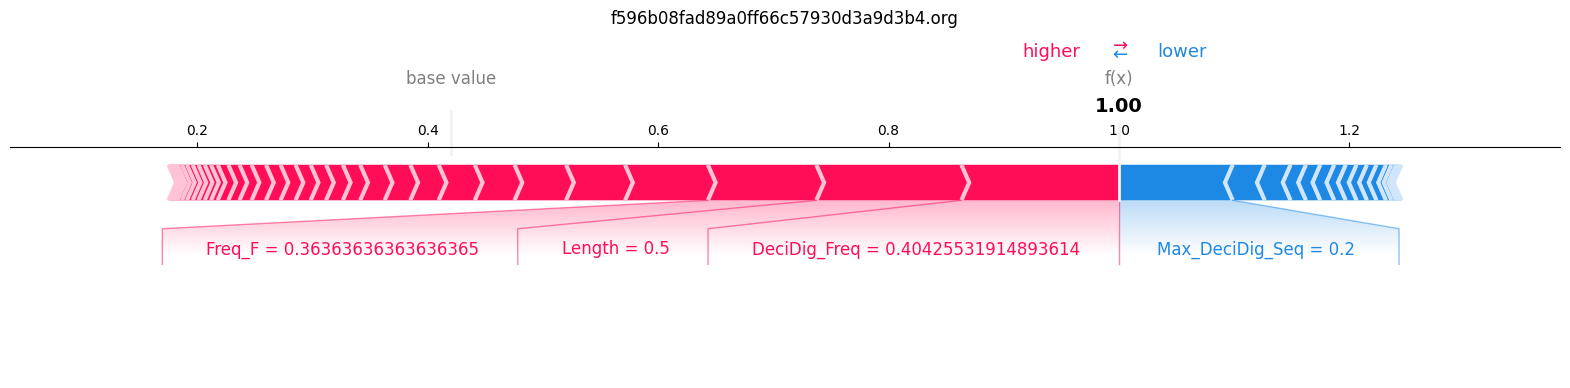 f596b08fad89a0ff66c57930d3a9d3b4.org
higher ⇄ lower
base value f(x)
1.00
0.2 0.4 0.6 0.8 1.0 1.2
Freq_F = 0.36363636363636365 Length = 0.5 DeciDig_Freq = 0.40425531914893614 Max_DeciDig_Seq = 0.2